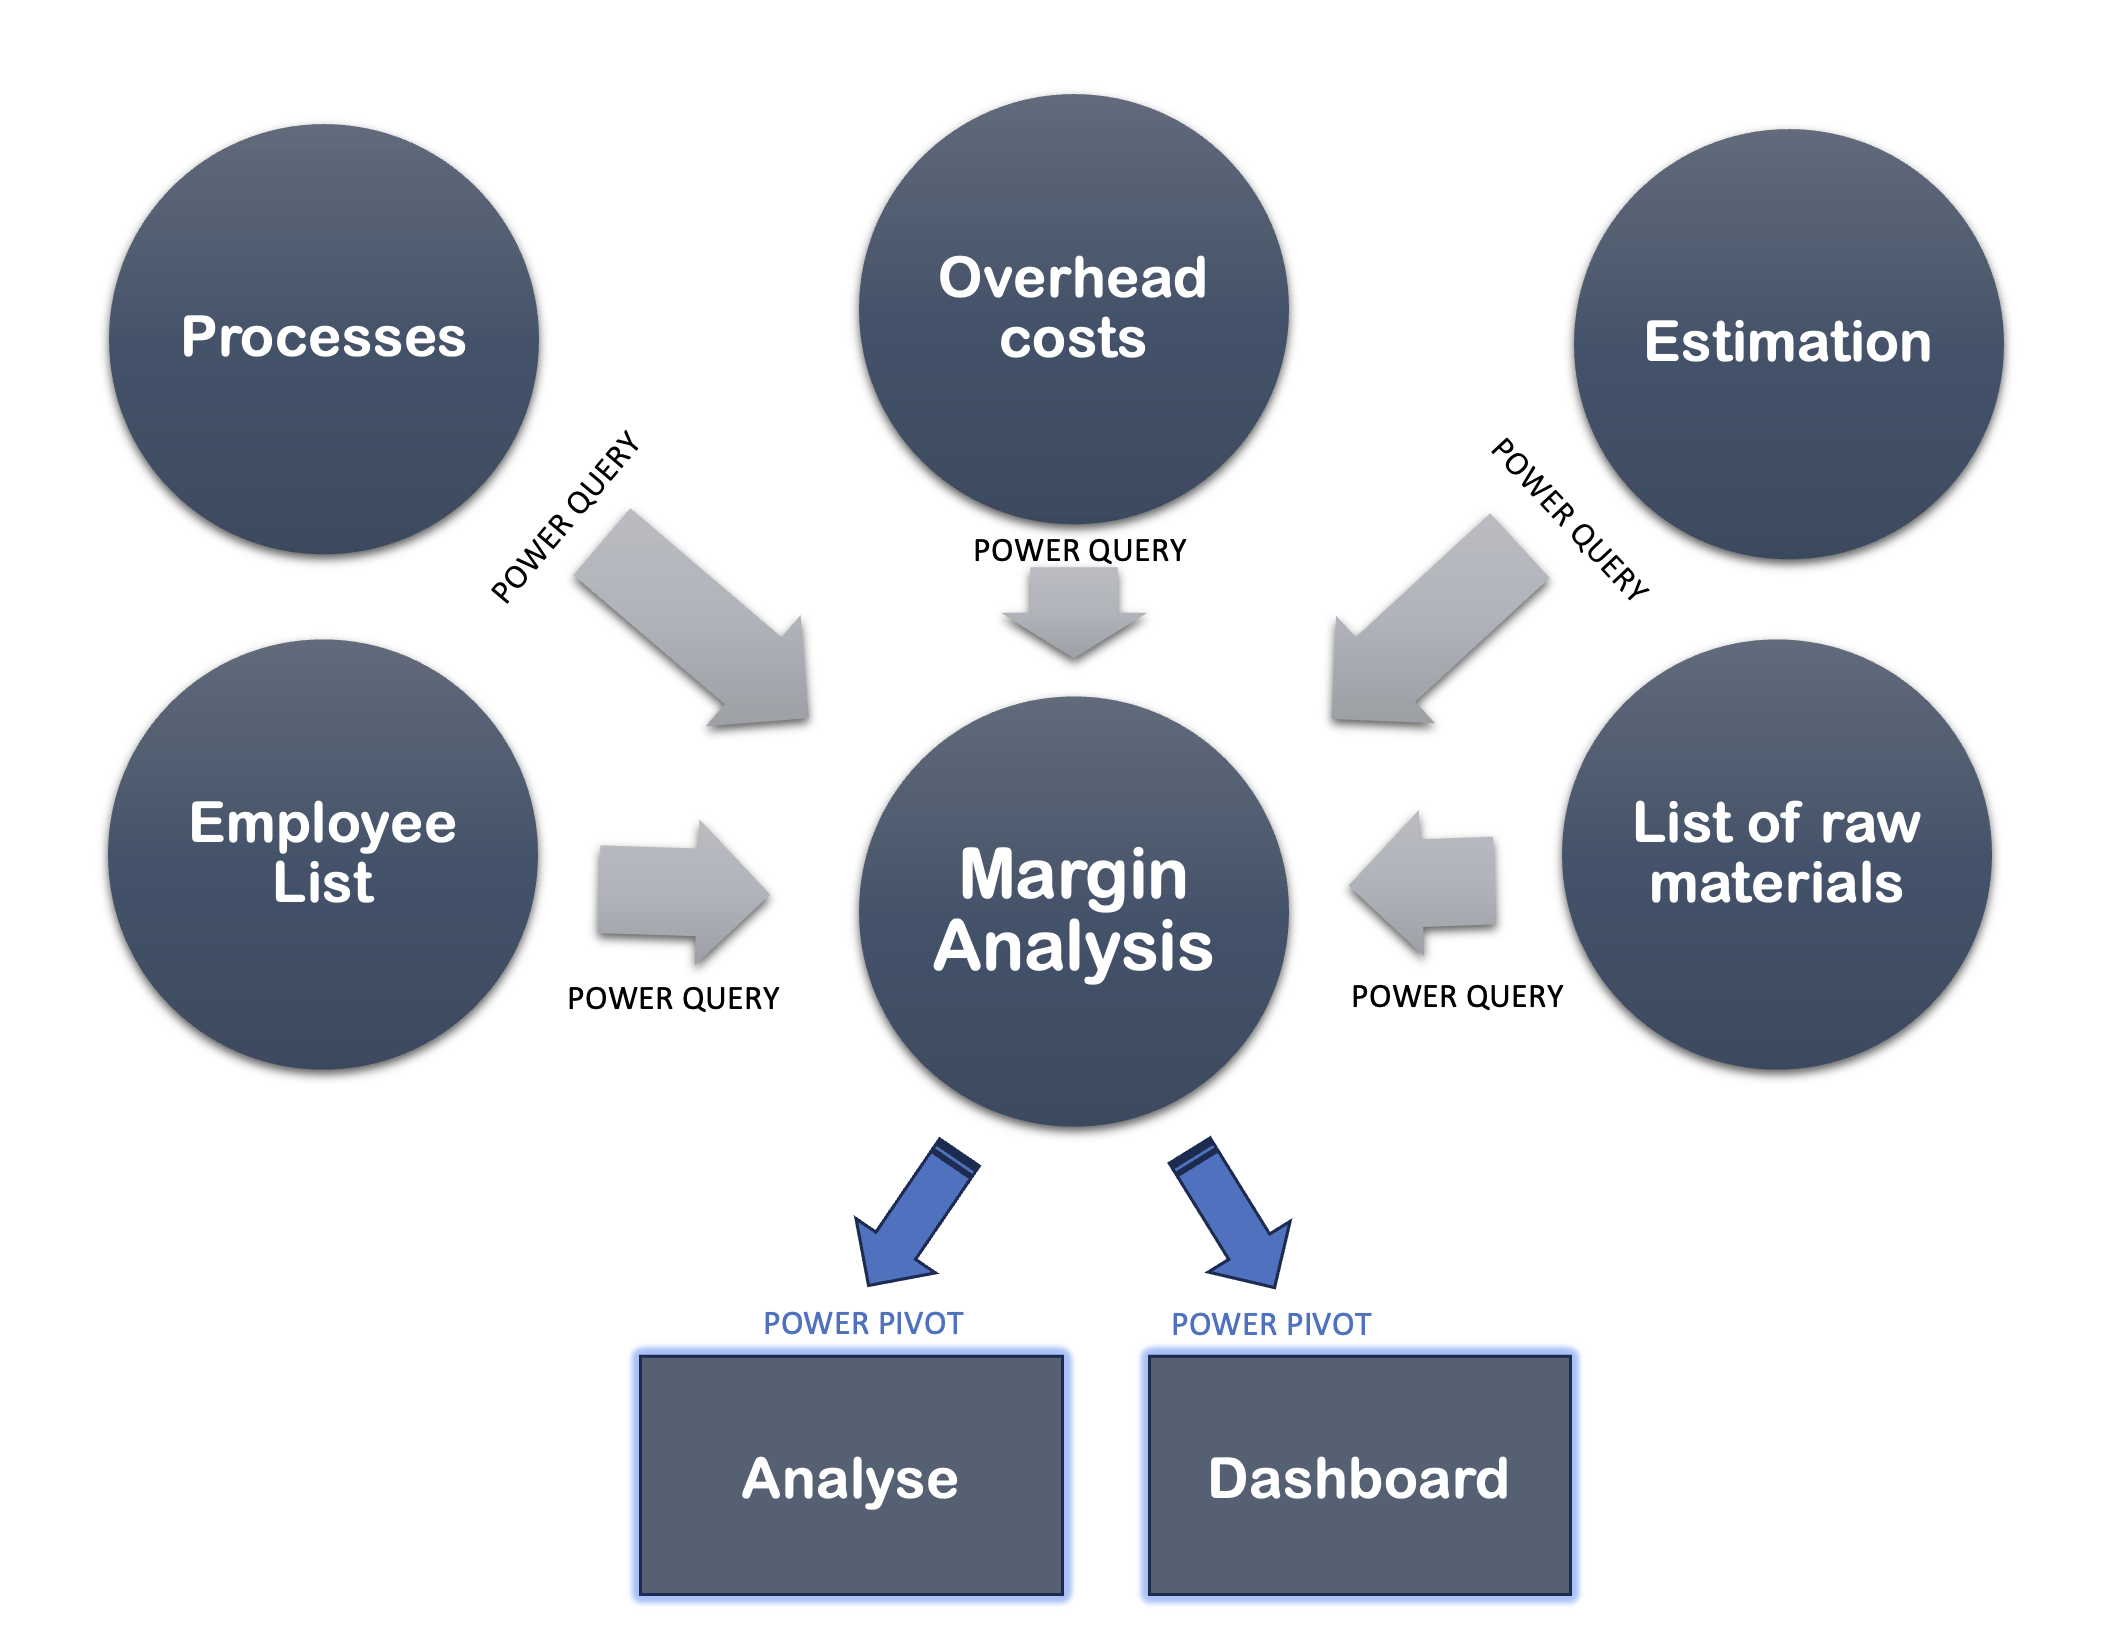 Processes
Overhead
costs
Estimation
POWER QUERY
POWER QUERY
POWER QUERY
Employee
List
Margin
Analysis
List of raw
materials
POWER QUERY
POWER QUERY
POWER PIVOT
POWER PIVOT
Analyse
Dashboard